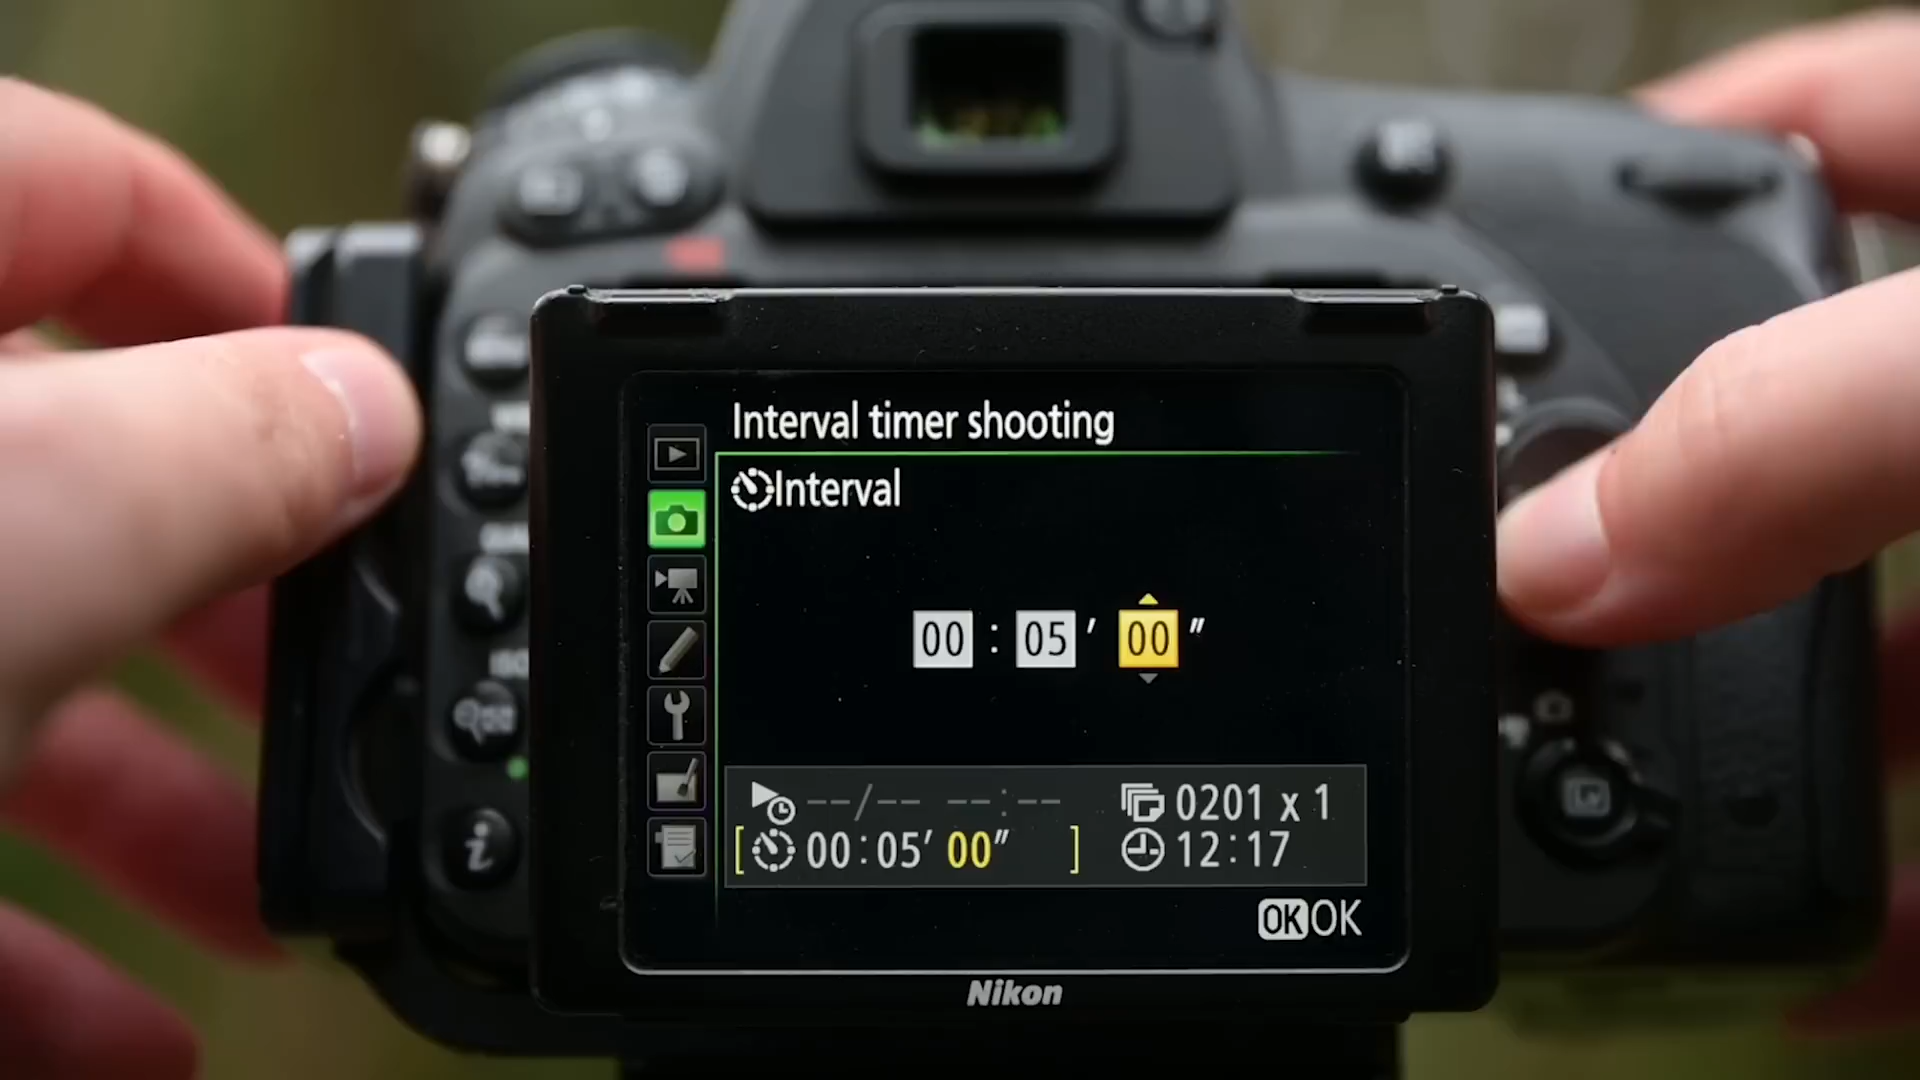 Interval timer shooting
Interval
00 : 05 ' 00 "
--/-- --:-- 0201 x 1
[ 00:05' 00" ] 12:17
OK OK
Nikon
i